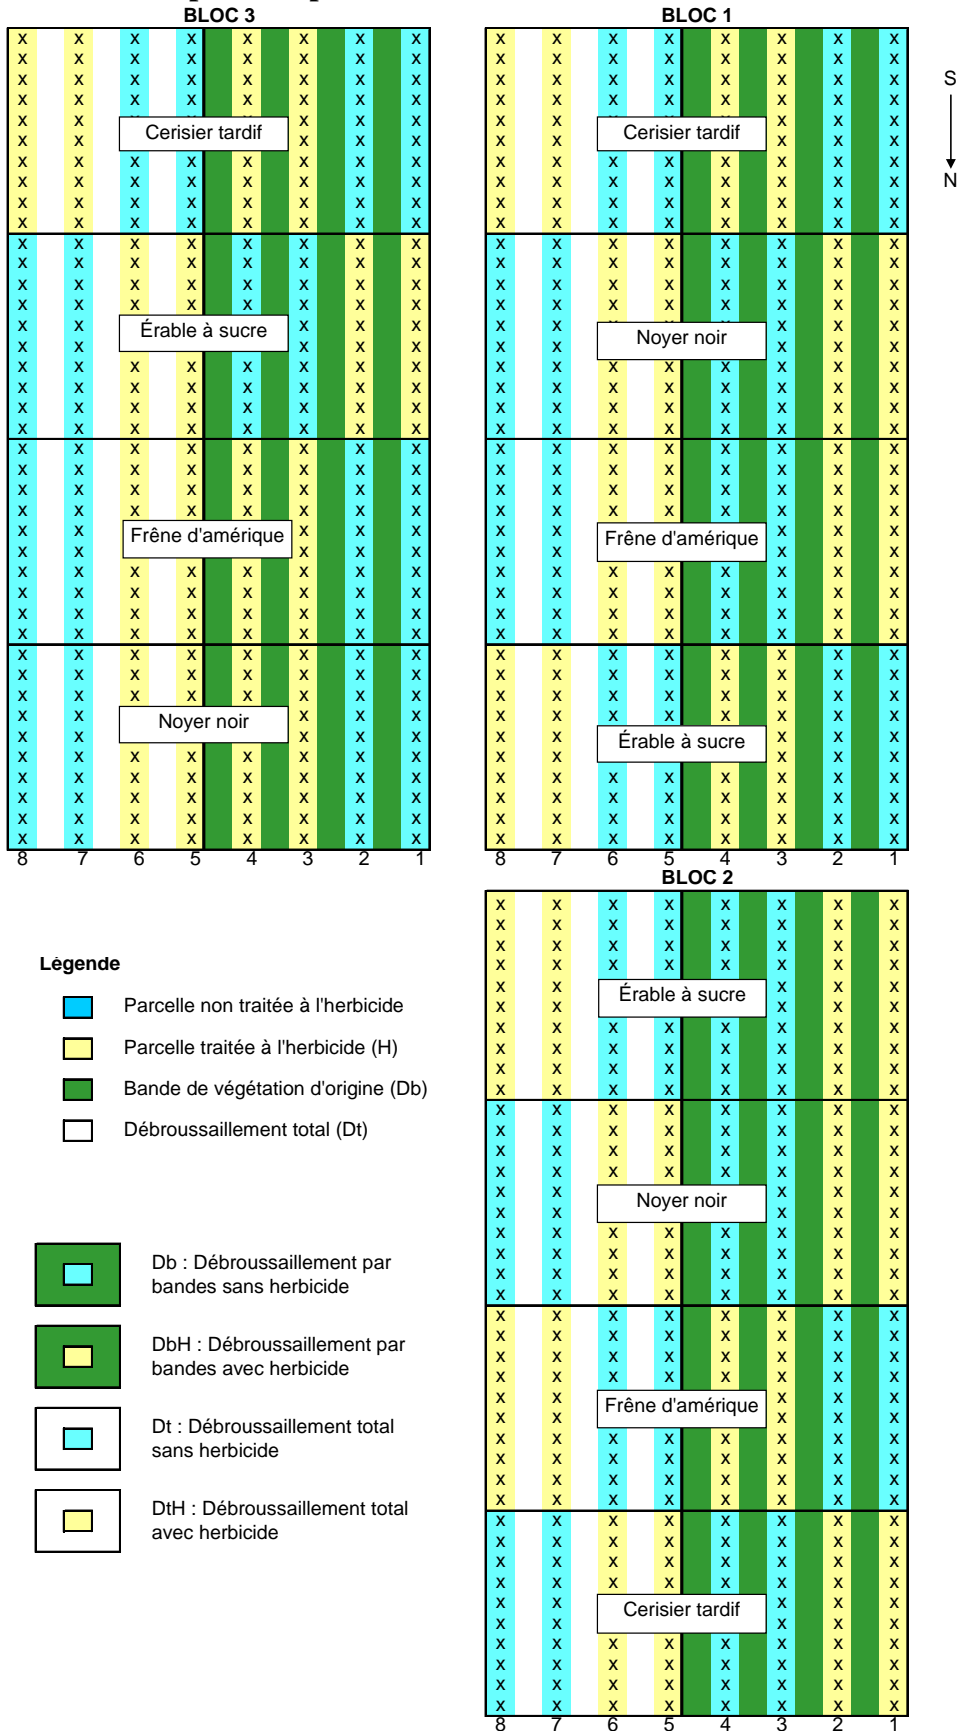 BLOC 3
Cerisier tardif
Érable à sucre
Frêne d'amérique
Noyer noir
8 7 6 5 4 3 2 1
BLOC 1
Cerisier tardif
Noyer noir
Frêne d'amérique
Érable à sucre
8 7 6 5 4 3 2 1
S
N
BLOC 2
Érable à sucre
Noyer noir
Frêne d'amérique
Cerisier tardif
8 7 6 5 4 3 2 1
Légende
Parcelle non traitée à l'herbicide
Parcelle traitée à l'herbicide (H)
Bande de végétation d'origine (Db)
Débroussaillement total (Dt)
Db : Débroussaillement par
bandes sans herbicide
DbH : Débroussaillement par
bandes avec herbicide
Dt : Débroussaillement total
sans herbicide
DtH : Débroussaillement total
avec herbicide